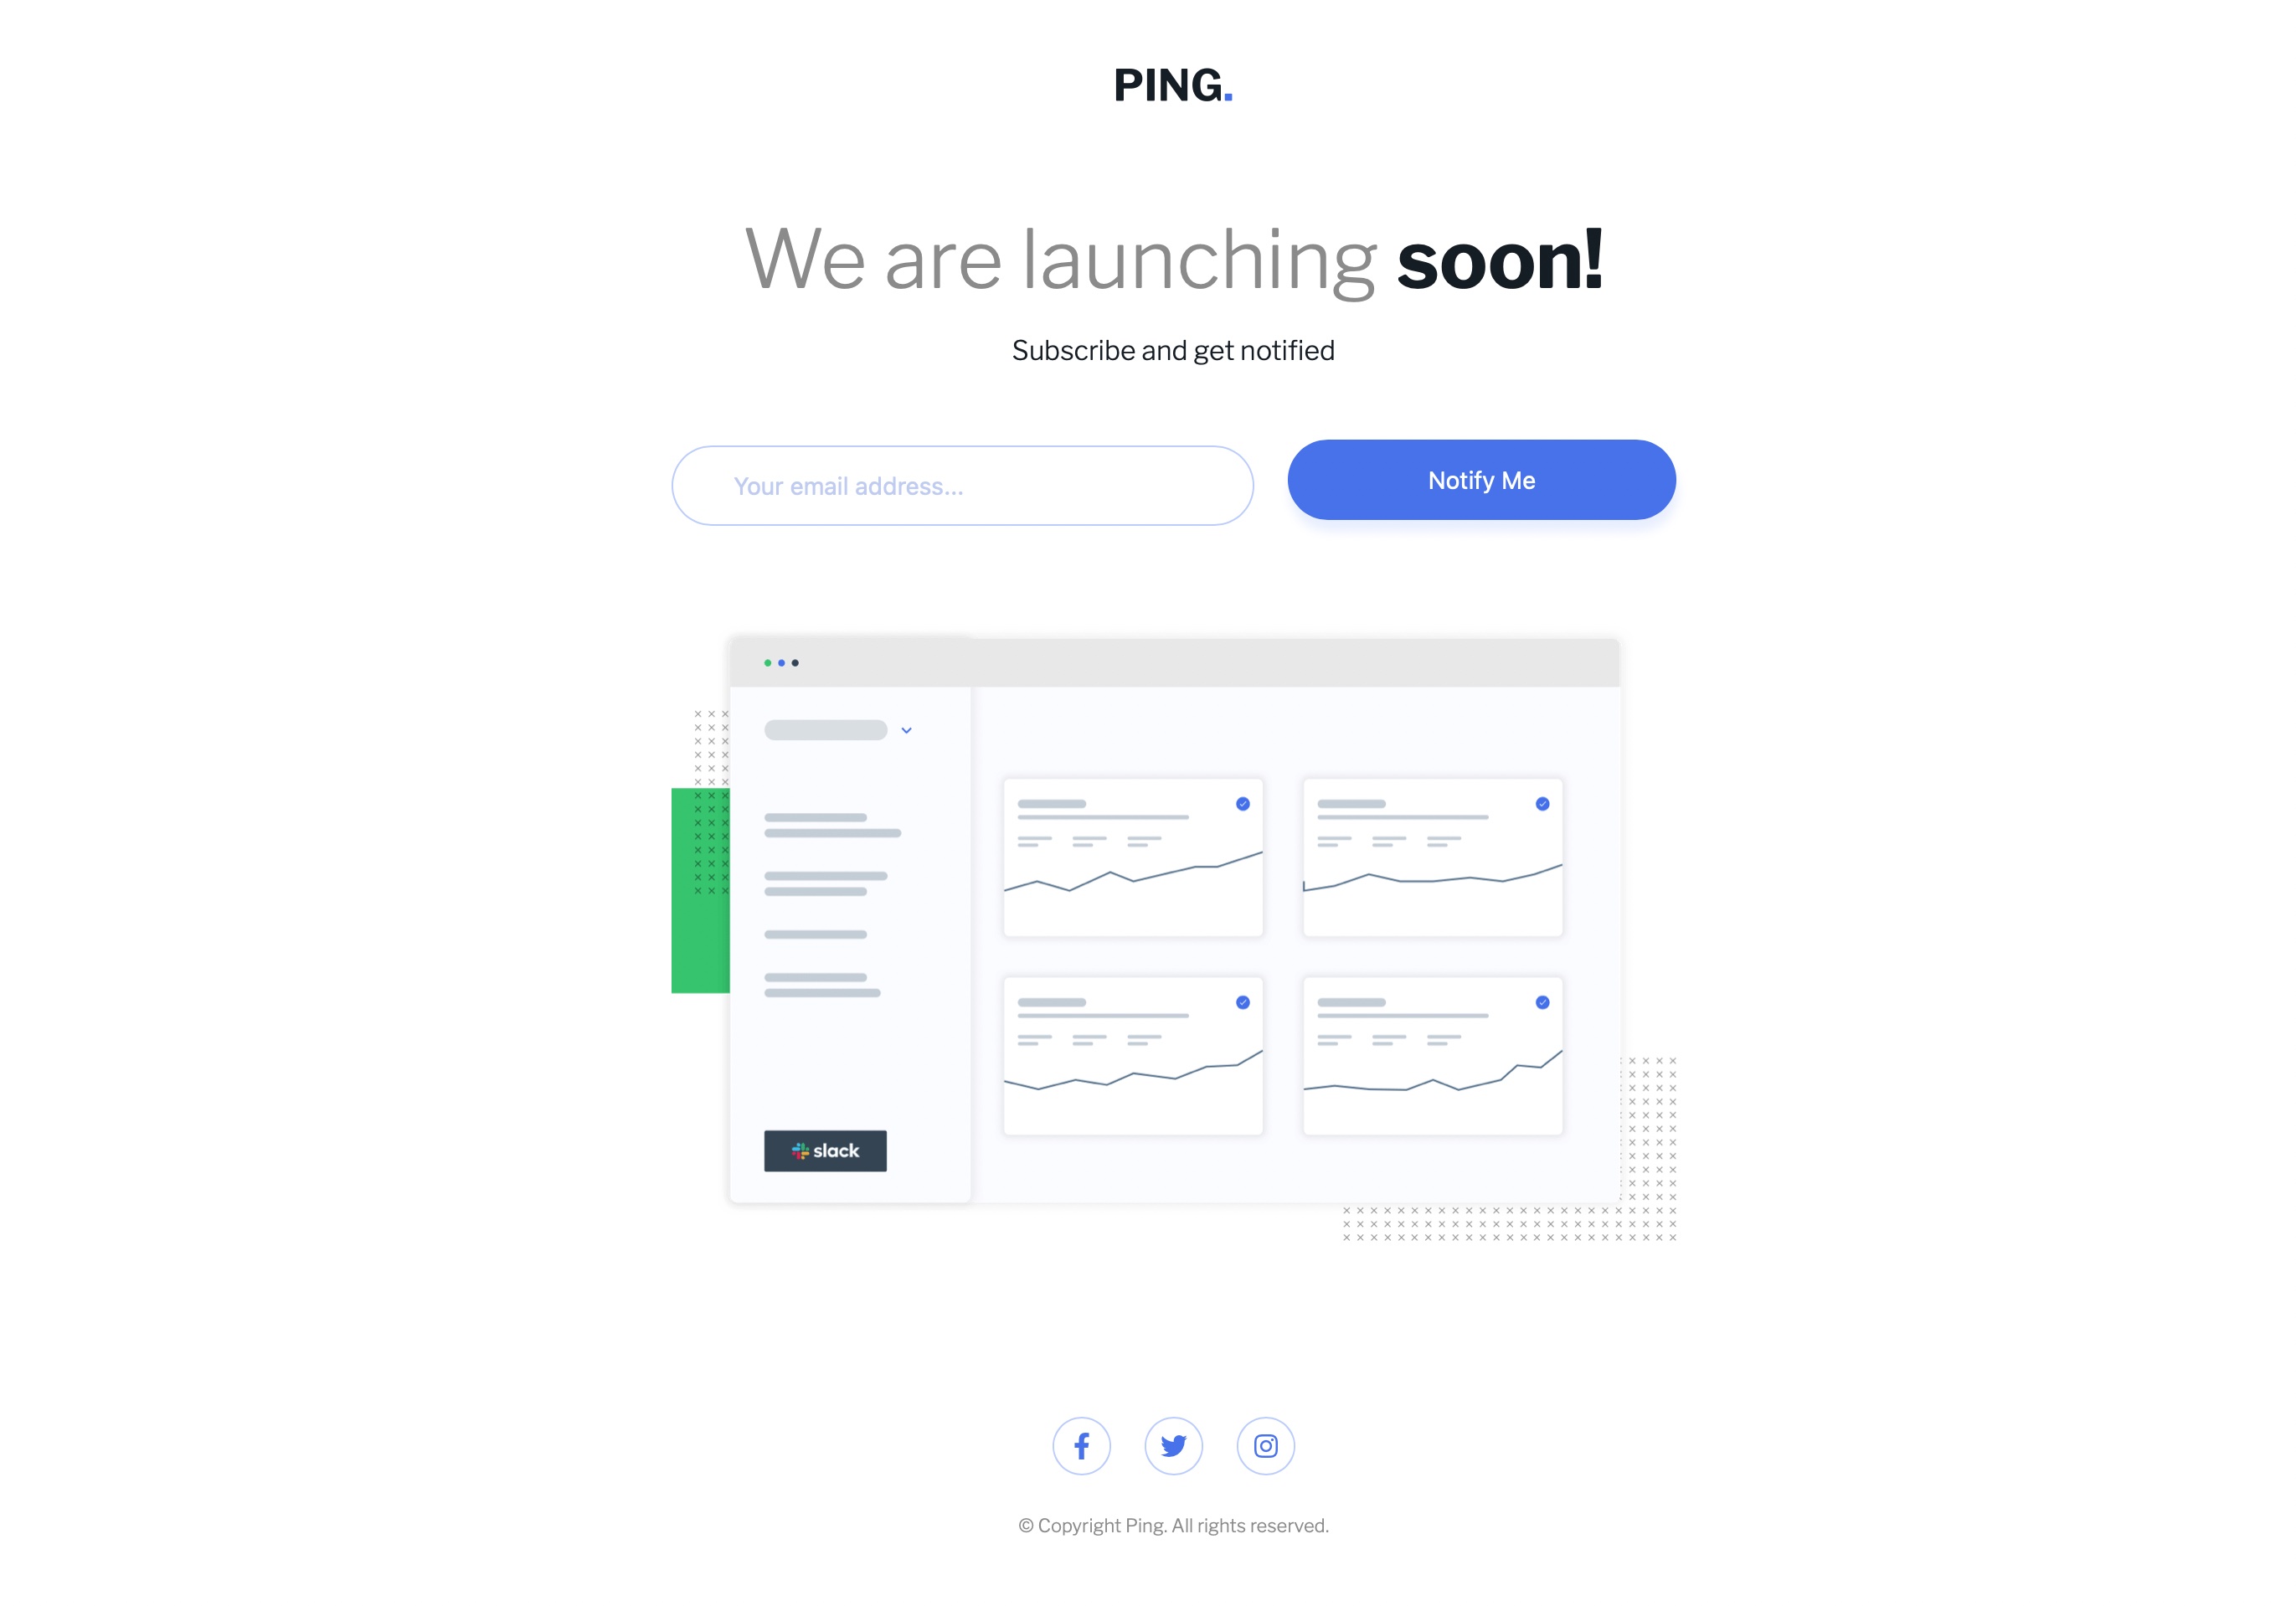 PING.
We are launching soon!
Subscribe and get notified
Your email address...
Notify Me
slack
© Copyright Ping. All rights reserved.